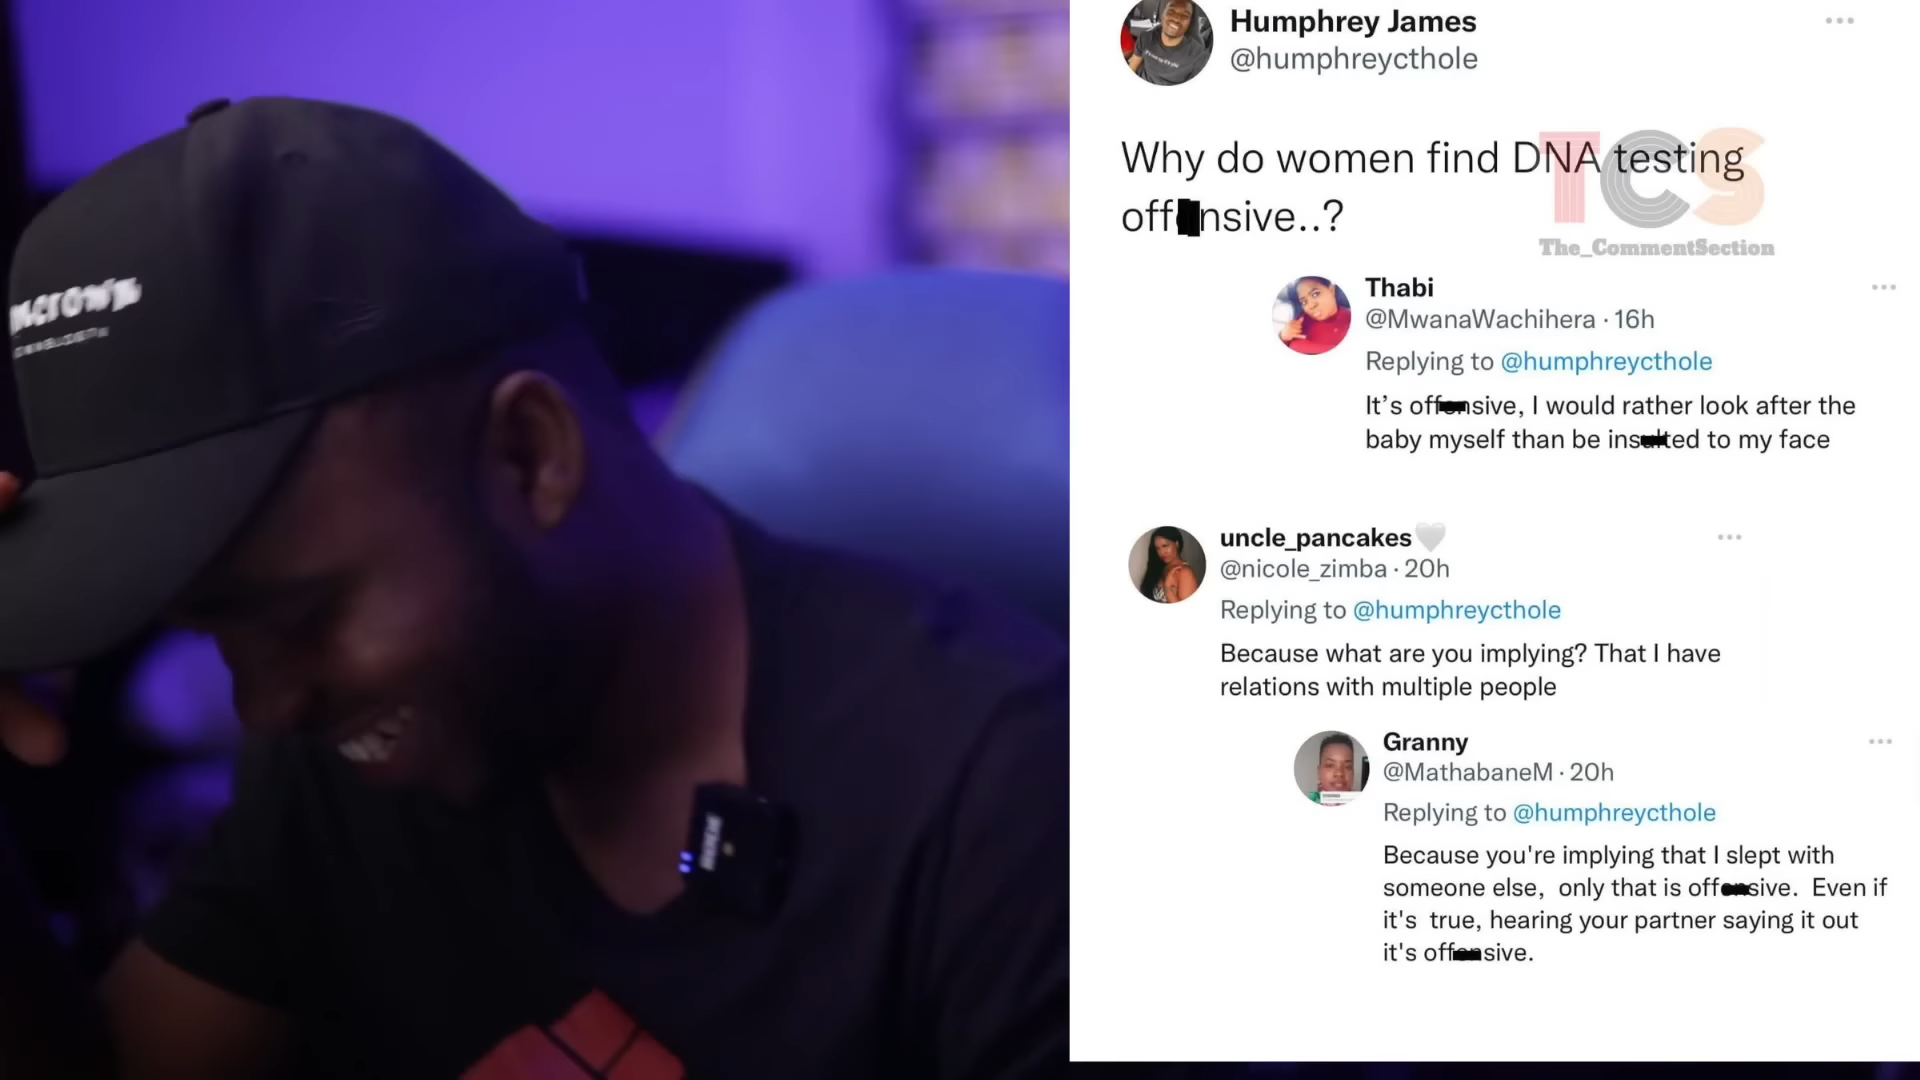 Humphrey James
@humphreycthole
Why do women find DNA testing
off nsive..?
TCS
The_CommentSection
Thabi
@MwanaWachihera · 16h
Replying to @humphreycthole
It's off nsive, I would rather look after the
baby myself than be ins ted to my face
uncle_pancakes🤍
@nicole_zimba · 20h
Replying to @humphreycthole
Because what are you implying? That I have
relations with multiple people
Granny
@MathabaneM · 20h
Replying to @humphreycthole
Because you're implying that I slept with
someone else, only that is off sive. Even if
it's true, hearing your partner saying it out
it's off sive.